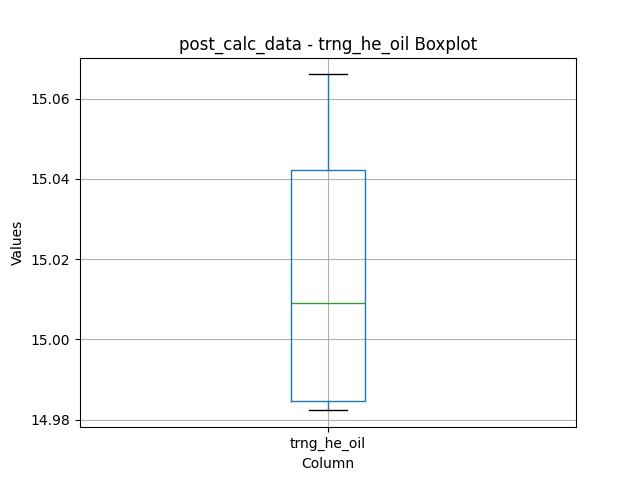 post_calc_data - trng_he_oil Boxplot
15.06
15.04
15.02
15.00
14.98
Values
trng_he_oil
Column